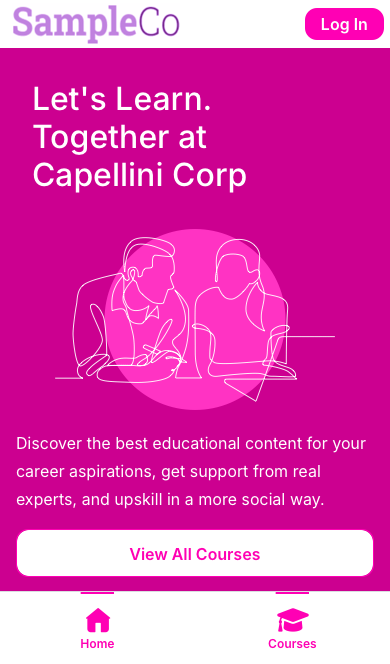 SampleCo
Log In
Let's Learn.
Together at
Capellini Corp
Discover the best educational content for your
career aspirations, get support from real
experts, and upskill in a more social way.
View All Courses
Home
Courses